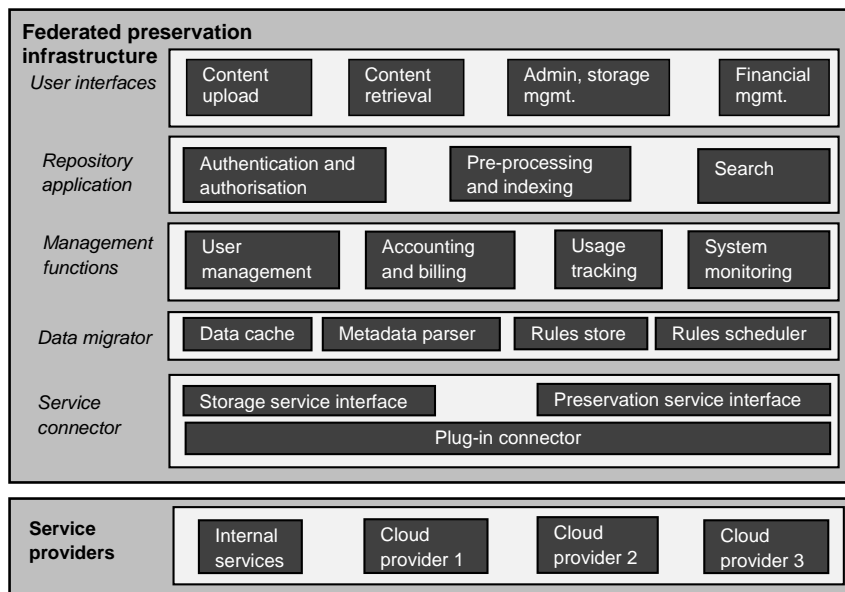 Federated preservation
infrastructure
User interfaces
Content
upload
Content
retrieval
Admin, storage
mgmt.
Financial
mgmt.
Repository
application
Authentication and
authorisation
Pre-processing
and indexing
Search
Management
functions
User
management
Accounting
and billing
Usage
tracking
System
monitoring
Data migrator
Data cache
Metadata parser
Rules store
Rules scheduler
Service
connector
Storage service interface
Preservation service interface
Plug-in connector
Service
providers
Internal
services
Cloud
provider 1
Cloud
provider 2
Cloud
provider 3